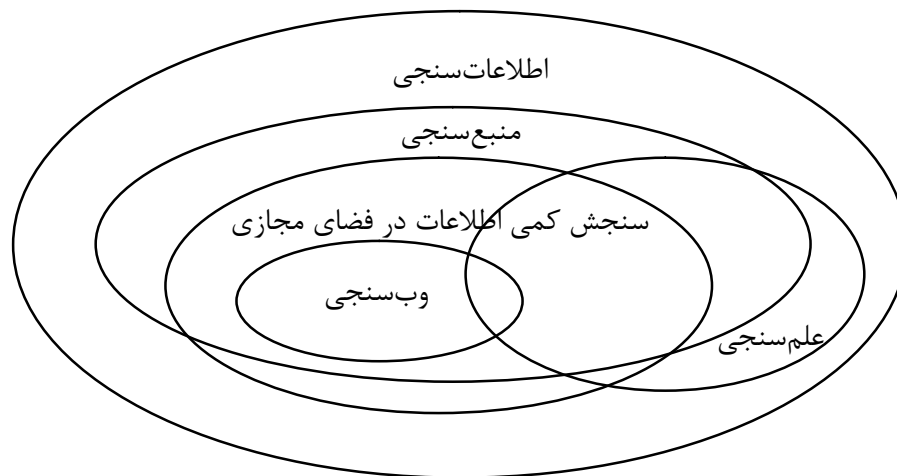 اطلاعات‌سنجی
منبع‌سنجی
سنجش کمی اطلاعات در فضای مجازی
وب‌سنجی
علم‌سنجی